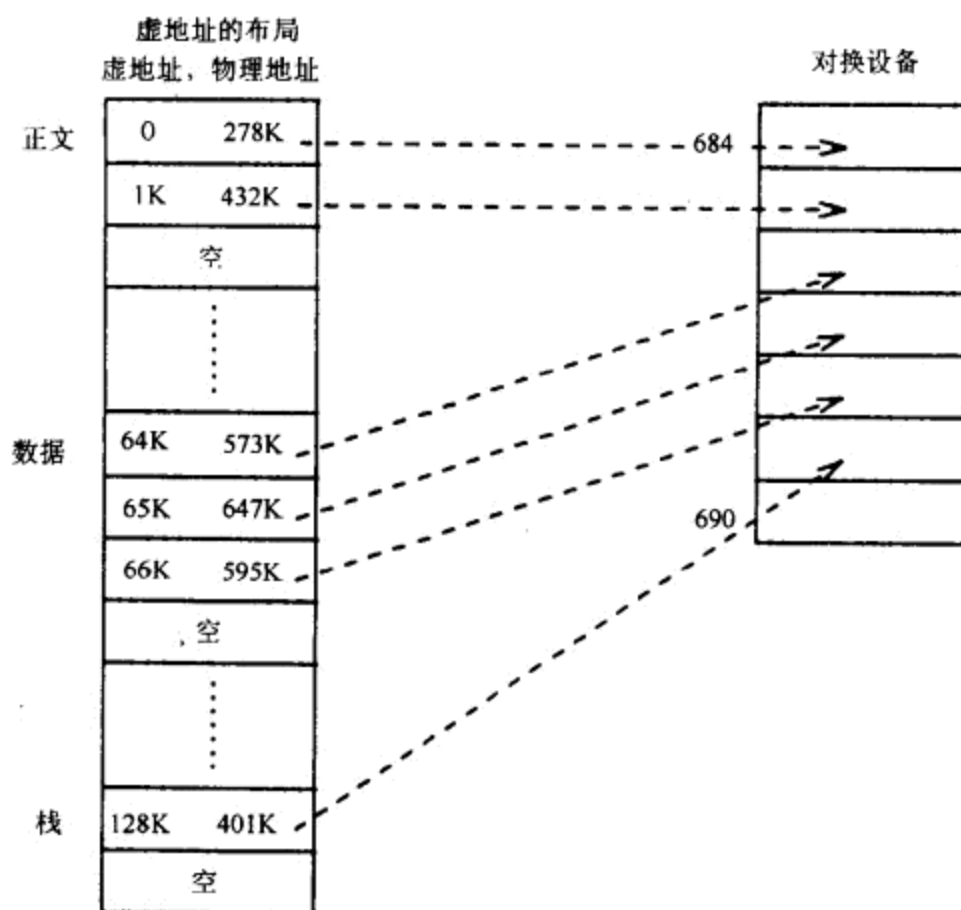 虚地址的布局
虚地址, 物理地址
对换设备
正文
0 278K
684
1K 432K
空
数据
64K 573K
65K 647K
690
66K 595K
空
栈
128K 401K
空